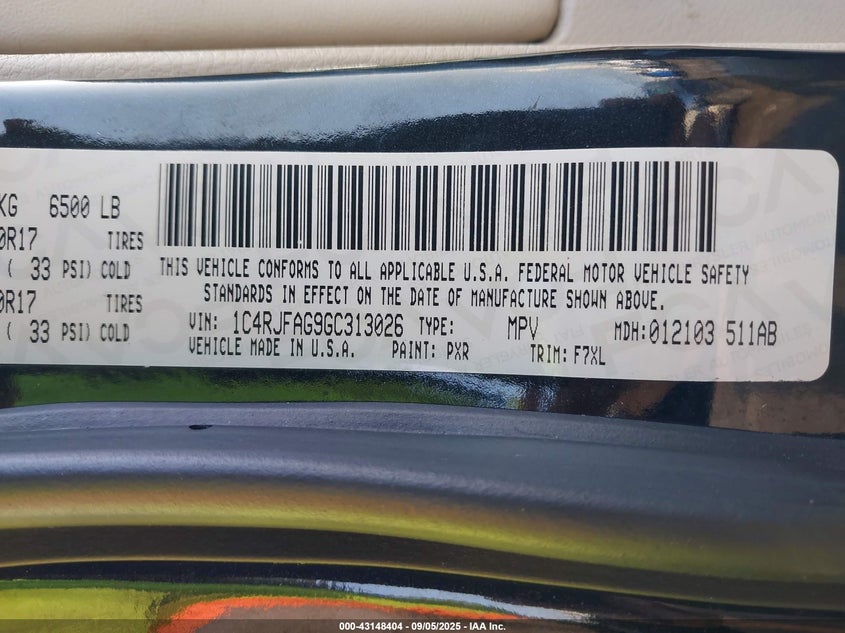 KG 6500 LB
0R17 TIRES
( 33 PSI) COLD
0R17 TIRES
( 33 PSI) COLD
THIS VEHICLE CONFORMS TO ALL APPLICABLE U.S.A. FEDERAL MOTOR VEHICLE SAFETY
STANDARDS IN EFFECT ON THE DATE OF MANUFACTURE SHOWN ABOVE.
VIN: 1C4RJFAG9GC313026 TYPE: MPV MDH:012103 511AB
VEHICLE MADE IN U.S.A. PAINT: PXR TRIM: F7XL
000-43148404 - 09/05/2025 - IAA Inc.